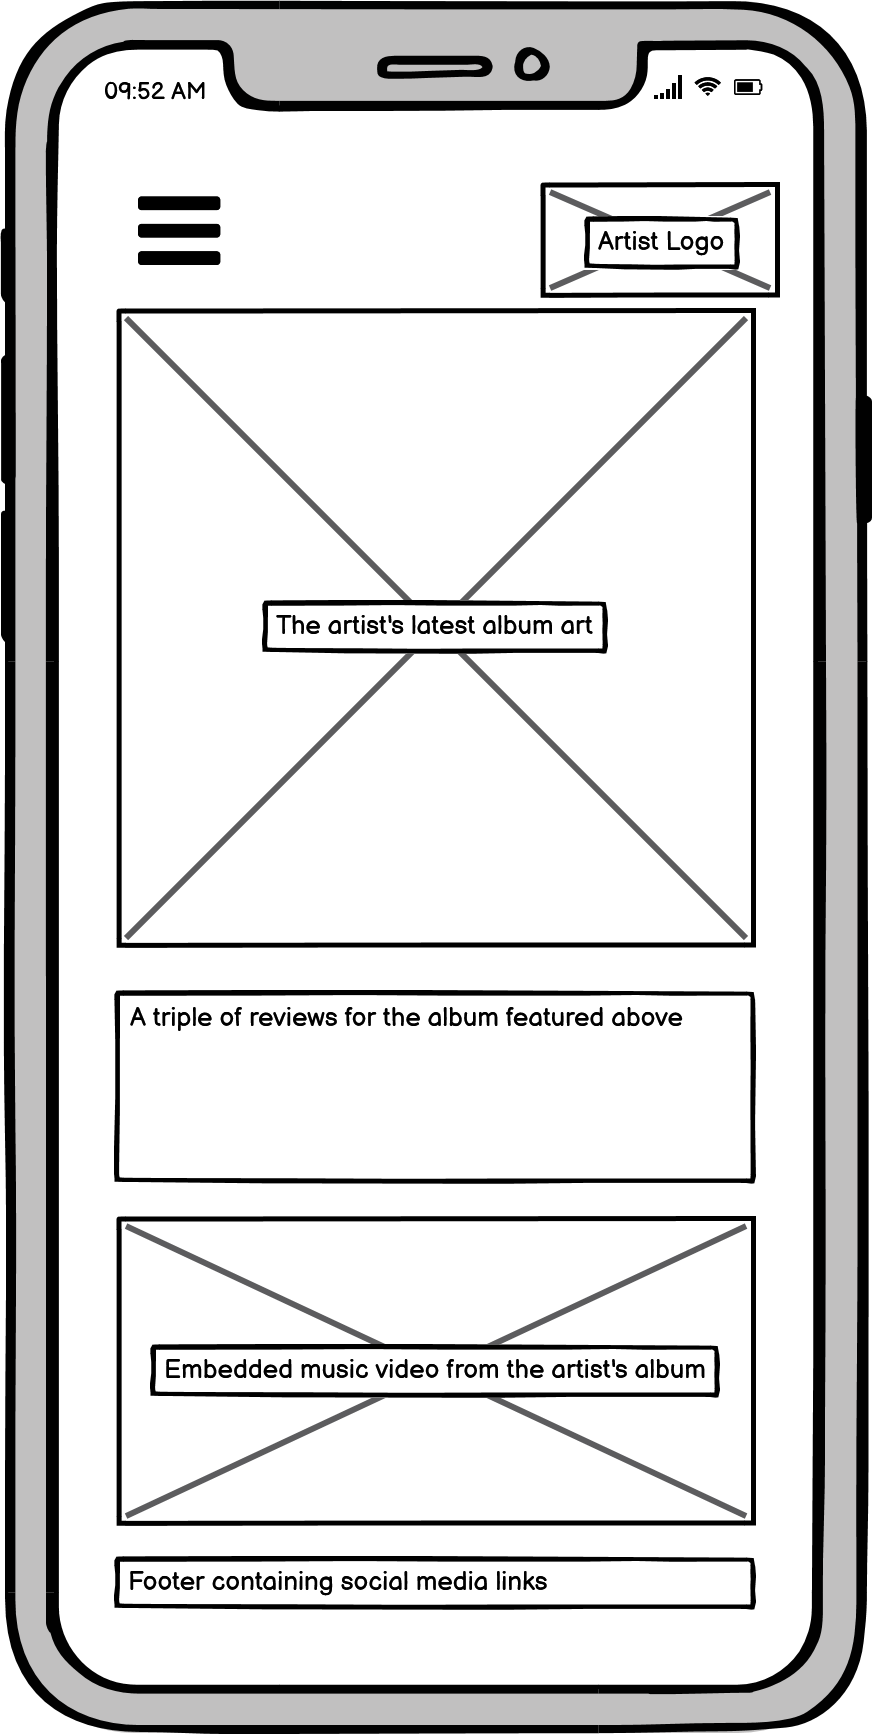 09:52 AM
Artist Logo
The artist's latest album art
A triple of reviews for the album featured above
Embedded music video from the artist's album
Footer containing social media links